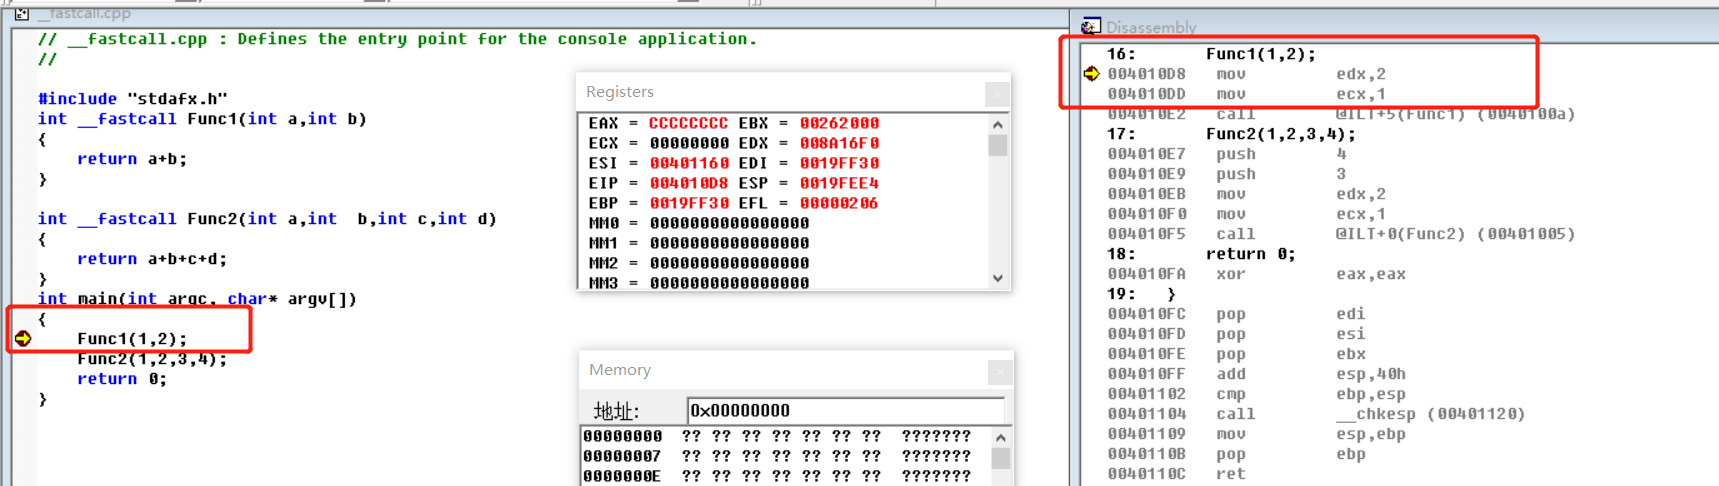 __fastcall.cpp
// __fastcall.cpp : Defines the entry point for the console application.
//
#include "stdafx.h"
int __fastcall Func1(int a,int b)
{
return a+b;
}
int __fastcall Func2(int a,int  b,int c,int d)
{
return a+b+c+d;
}
int main(int argc, char* argv[])
{
Func1(1,2);
Func2(1,2,3,4);
return 0;
}
Registers
EAX = CCCCCCCC EBX = 00262000
ECX = 00000000 EDX = 008A16F0
ESI = 00401160 EDI = 0019FF30
EIP = 004010D8 ESP = 0019FEE4
EBP = 0019FF30 EFL = 00000206
MM0 = 0000000000000000
MM1 = 0000000000000000
MM2 = 0000000000000000
MM3 = 0000000000000000
Memory
地址: 0x00000000
00000000 ?? ?? ?? ?? ?? ?? ?? ???????
00000007 ?? ?? ?? ?? ?? ?? ?? ???????
0000000E ?? ?? ?? ?? ?? ?? ?? ???????
Disassembly
16: Func1(1,2);
004010D8 mov edx,2
004010DD mov ecx,1
004010E2 call @ILT+5(Func1) (0040100a)
17: Func2(1,2,3,4);
004010E7 push 4
004010E9 push 3
004010EB mov edx,2
004010F0 mov ecx,1
004010F5 call @ILT+0(Func2) (00401005)
18: return 0;
004010FA xor eax,eax
19: }
004010FC pop edi
004010FD pop esi
004010FE pop ebx
004010FF add esp,40h
00401102 cmp ebp,esp
00401104 call __chkesp (00401120)
00401109 mov esp,ebp
0040110B pop ebp
0040110C ret